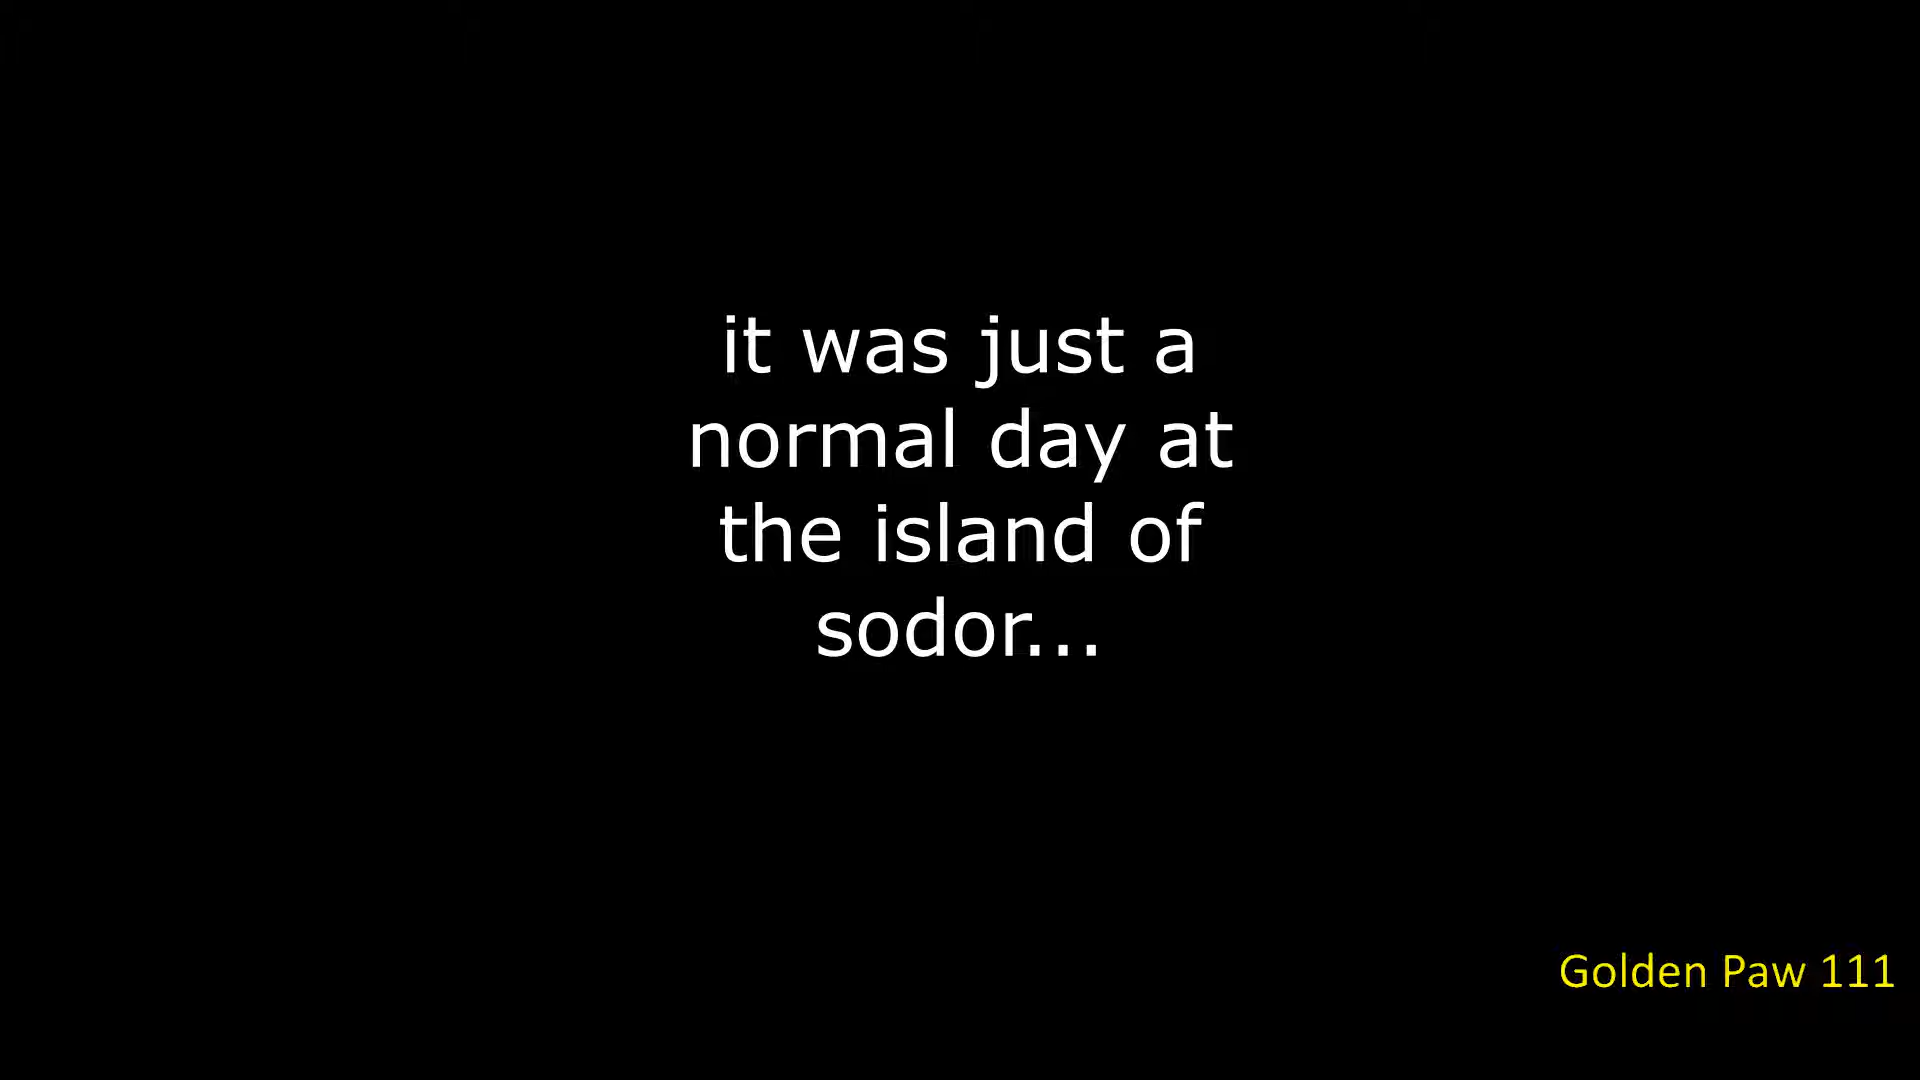 it was just a
normal day at
the island of
sodor...
Golden Paw 111